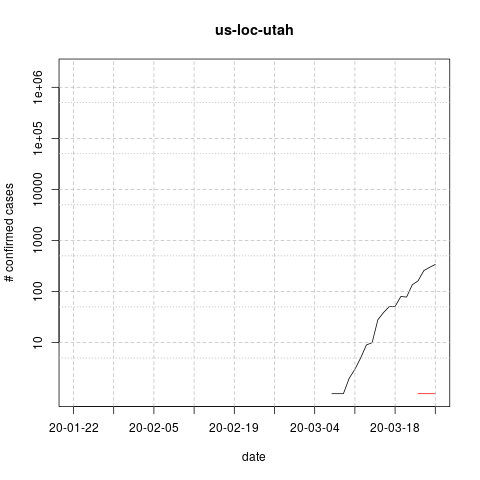 us-loc-utah
# confirmed cases
1e+06
1e+05
10000
1000
100
10
20-01-22
20-02-05
20-02-19
20-03-04
20-03-18
date